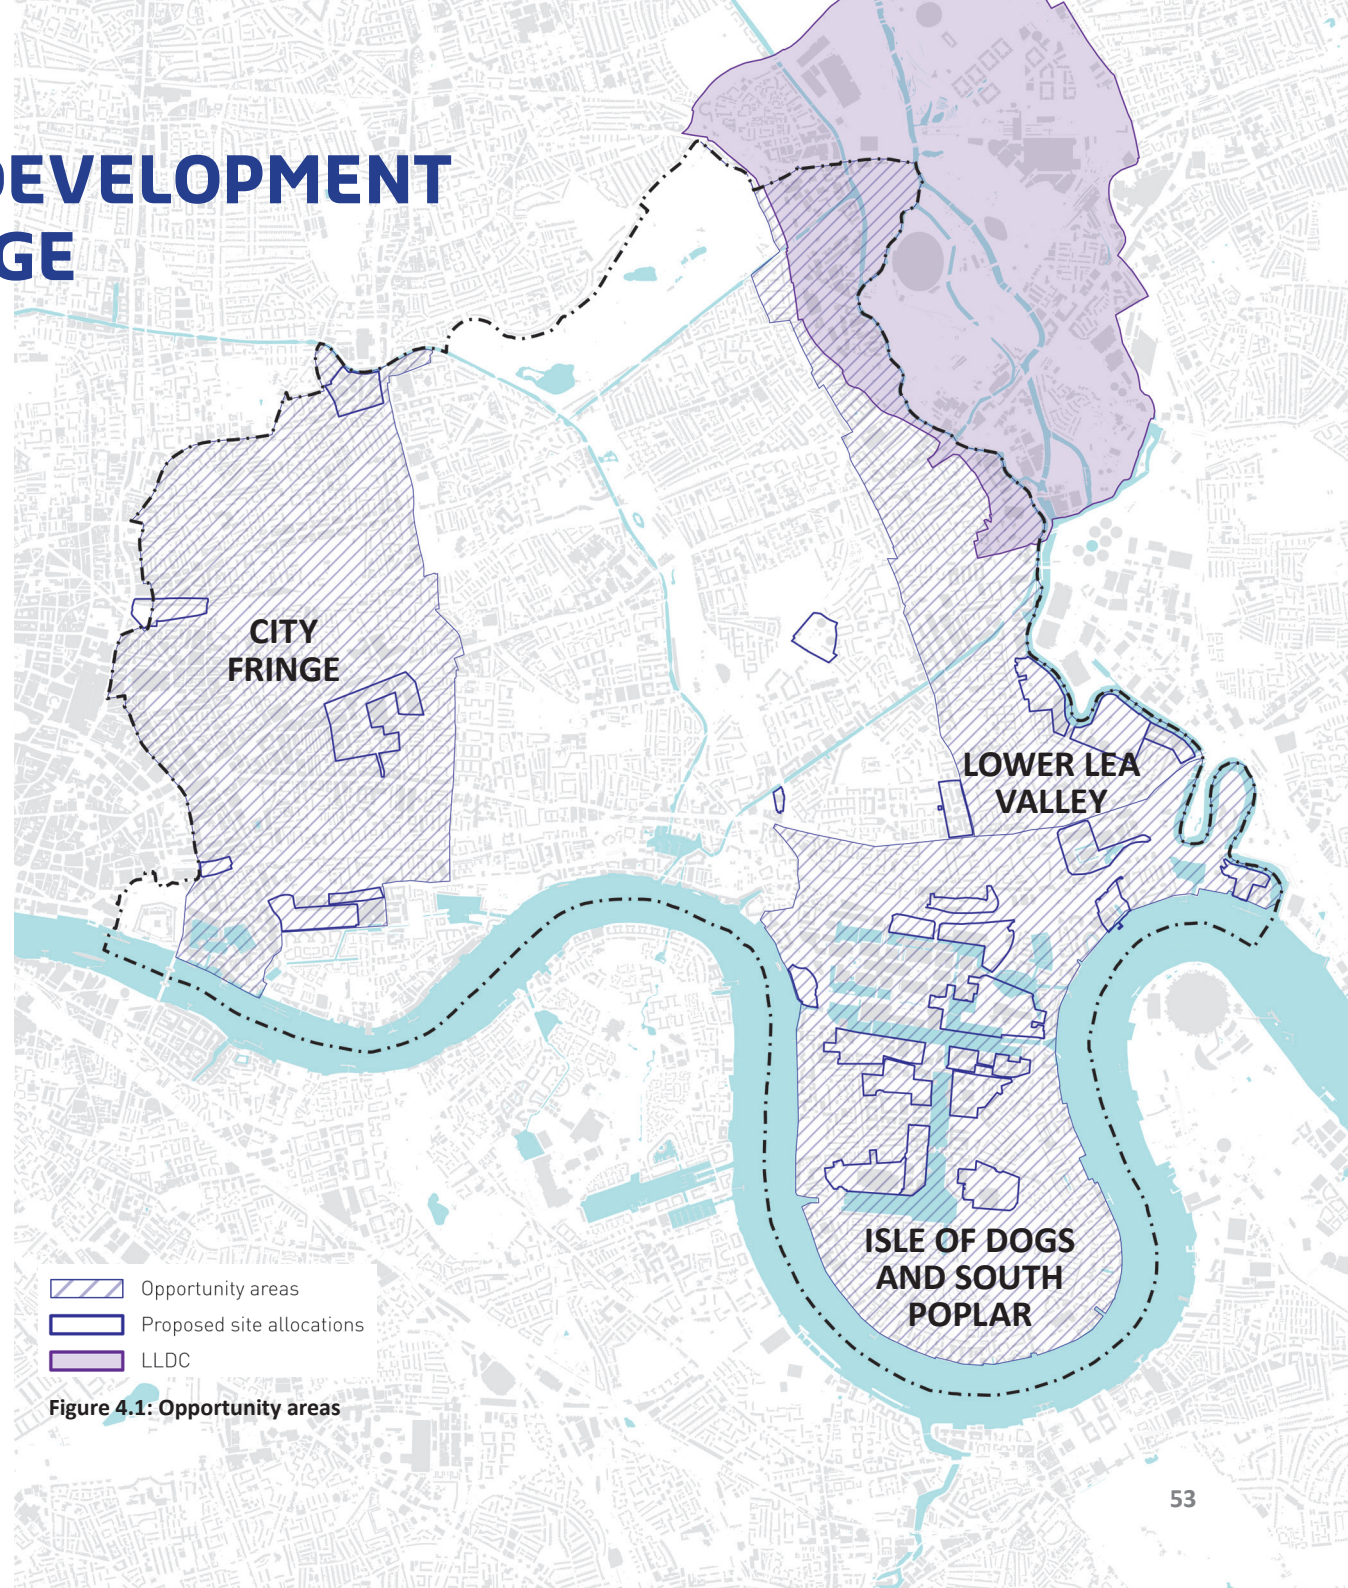 DEVELOPMENT
GE
CITY
FRINGE
LOWER LEA
VALLEY
ISLE OF DOGS
AND SOUTH
POPLAR
Opportunity areas
Proposed site allocations
LLDC
Figure 4.1: Opportunity areas
53